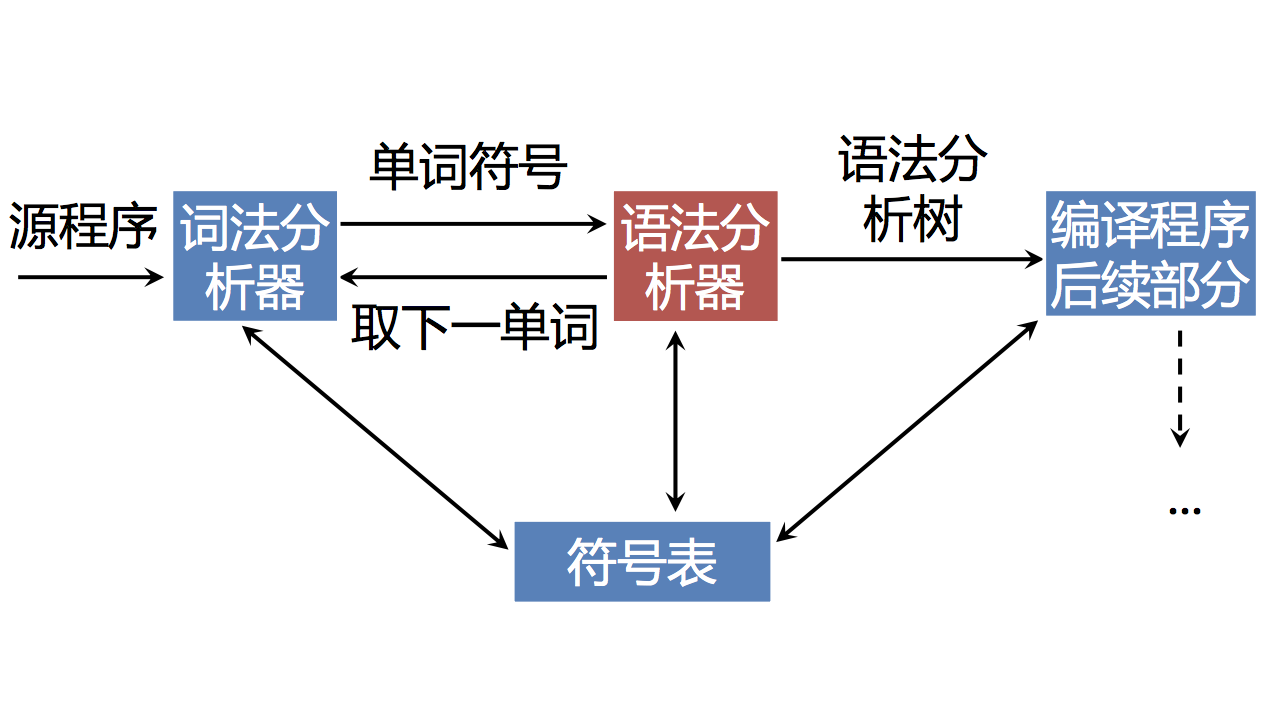 源程序
词法分
析器
单词符号
取下一单词
语法分
析器
语法分
析树
编译程序
后续部分
...
符号表